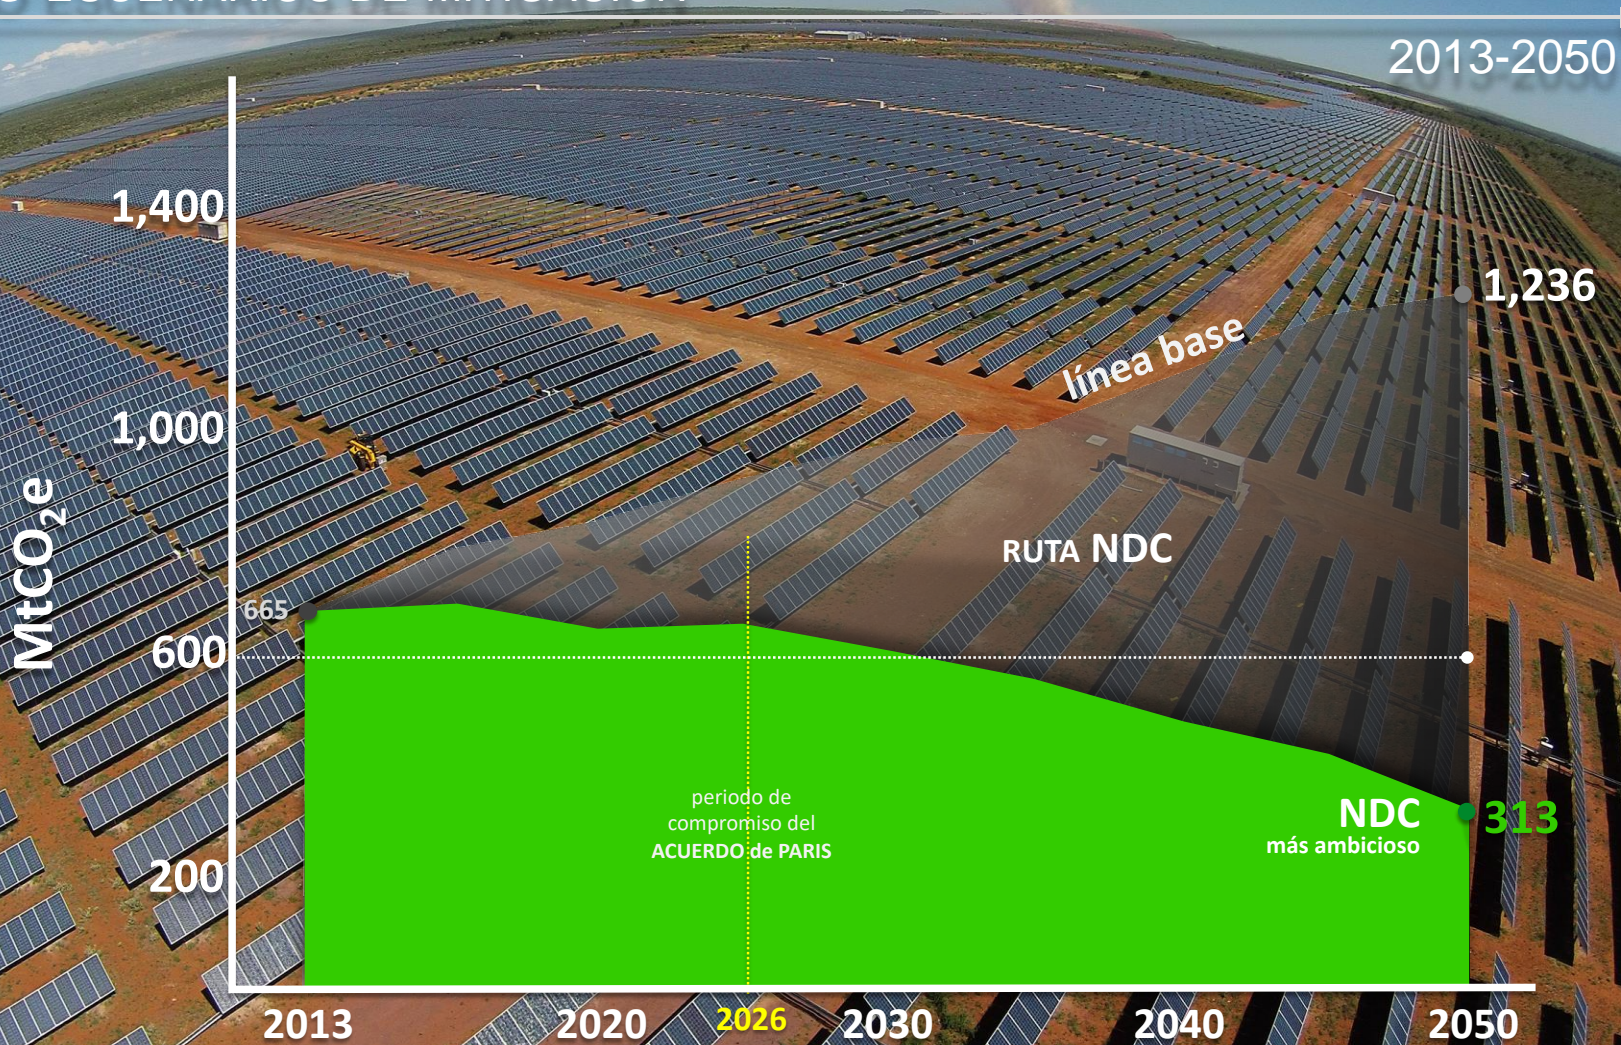 2013-2050
1,400
1,236
línea base
1,000
MtCO₂e
RUTA NDC
665
600
periodo de
compromiso del
ACUERDO de PARIS
NDC
más ambicioso
313
200
2013
2020
2026
2030
2040
2050